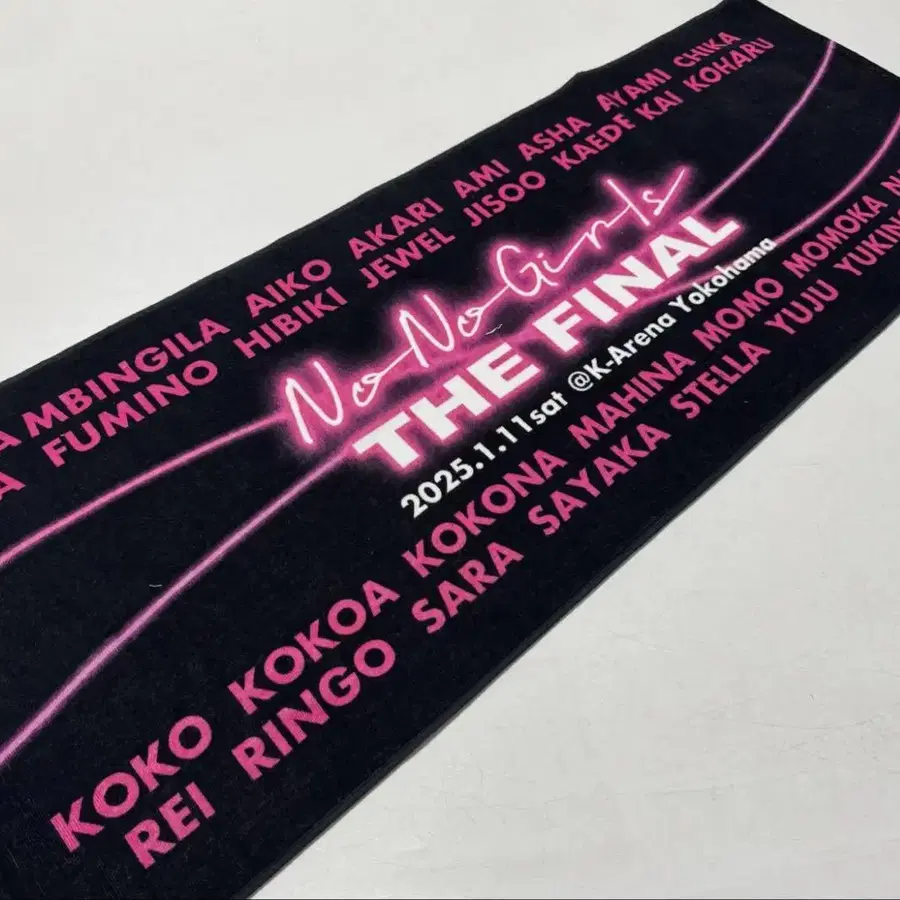 MBINGILA AIKO AKARI AMI ASHA AYAMI CHIKA
FUMINO HIBIKI JEWEL JISOO KAEDE KAI KOHARU
No No Girls
THE FINAL
2025.1.11sat @K-Arena Yokohama
KOKO KOKOA KOKONA MAHINA MOMO MOMOKA
REI RINGO SARA SAYAKA STELLA YUJU